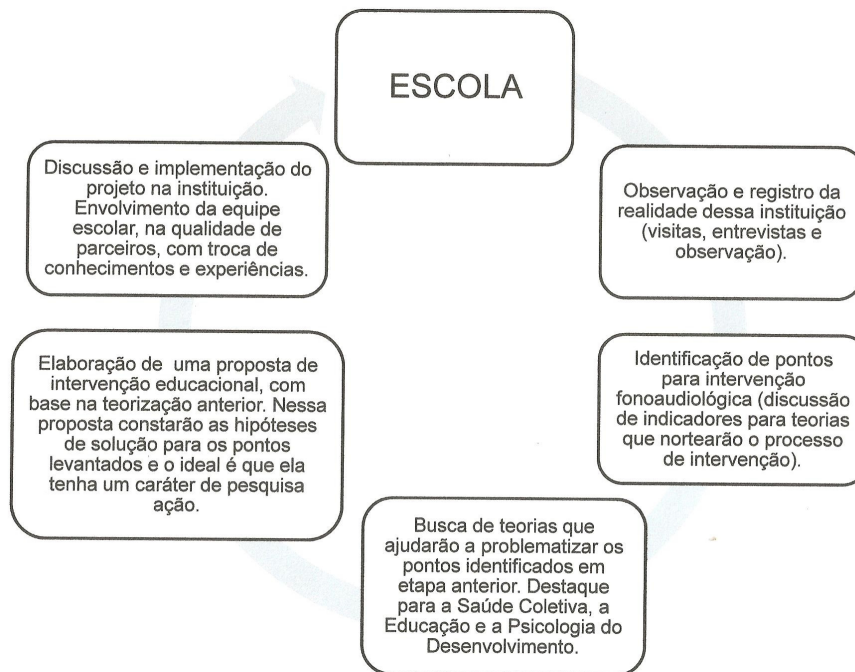 ESCOLA
Observação e registro da
realidade dessa instituição
(visitas, entrevistas e
observação).
Identificação de pontos
para intervenção
fonoaudiológica (discussão
de indicadores para teorias
que nortearão o processo
de intervenção).
Busca de teorias que
ajudarão a problematizar os
pontos identificados em
etapa anterior. Destaque
para a Saúde Coletiva, a
Educação e a Psicologia do
Desenvolvimento.
Elaboração de uma proposta de
intervenção educacional, com
base na teorização anterior. Nessa
proposta constarão as hipóteses
de solução para os pontos
levantados e o ideal é que ela
tenha um caráter de pesquisa
ação.
Discussão e implementação do
projeto na instituição.
Envolvimento da equipe
escolar, na qualidade de
parceiros, com troca de
conhecimentos e experiências.